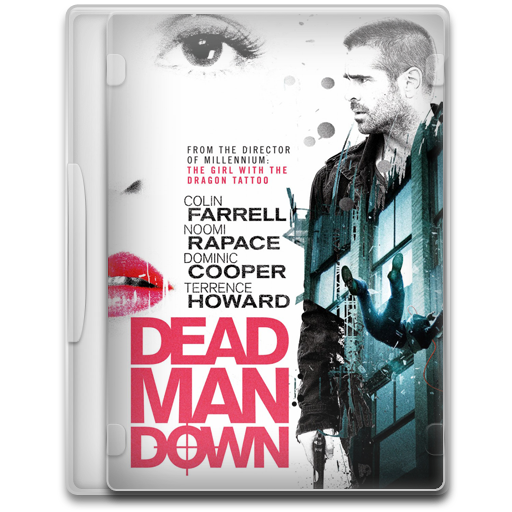 FROM THE DIRECTOR
OF MILLENNIUM:
THE GIRL WITH THE
DRAGON TATTOO
COLIN
FARRELL
NOOMI
RAPACE
DOMINIC
COOPER
TERRENCE
HOWARD
DEAD
MAN
DOWN